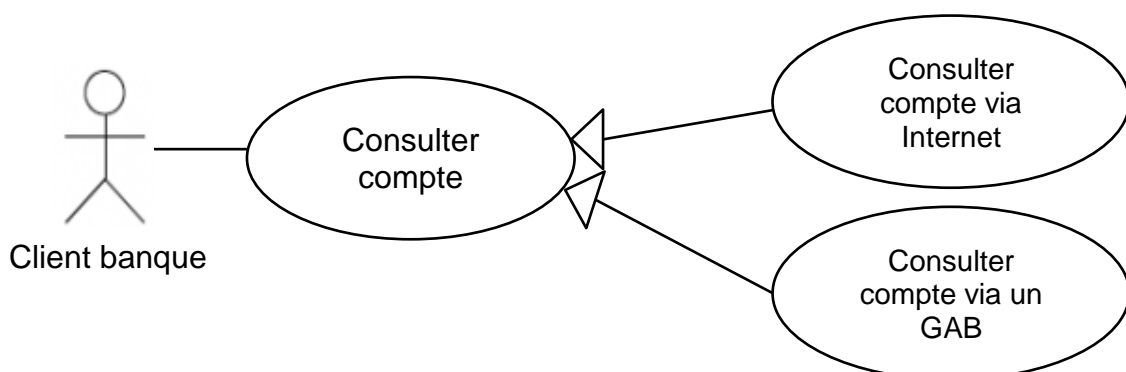 Client banque
Consulter
compte
Consulter
compte via
Internet
Consulter
compte via un
GAB